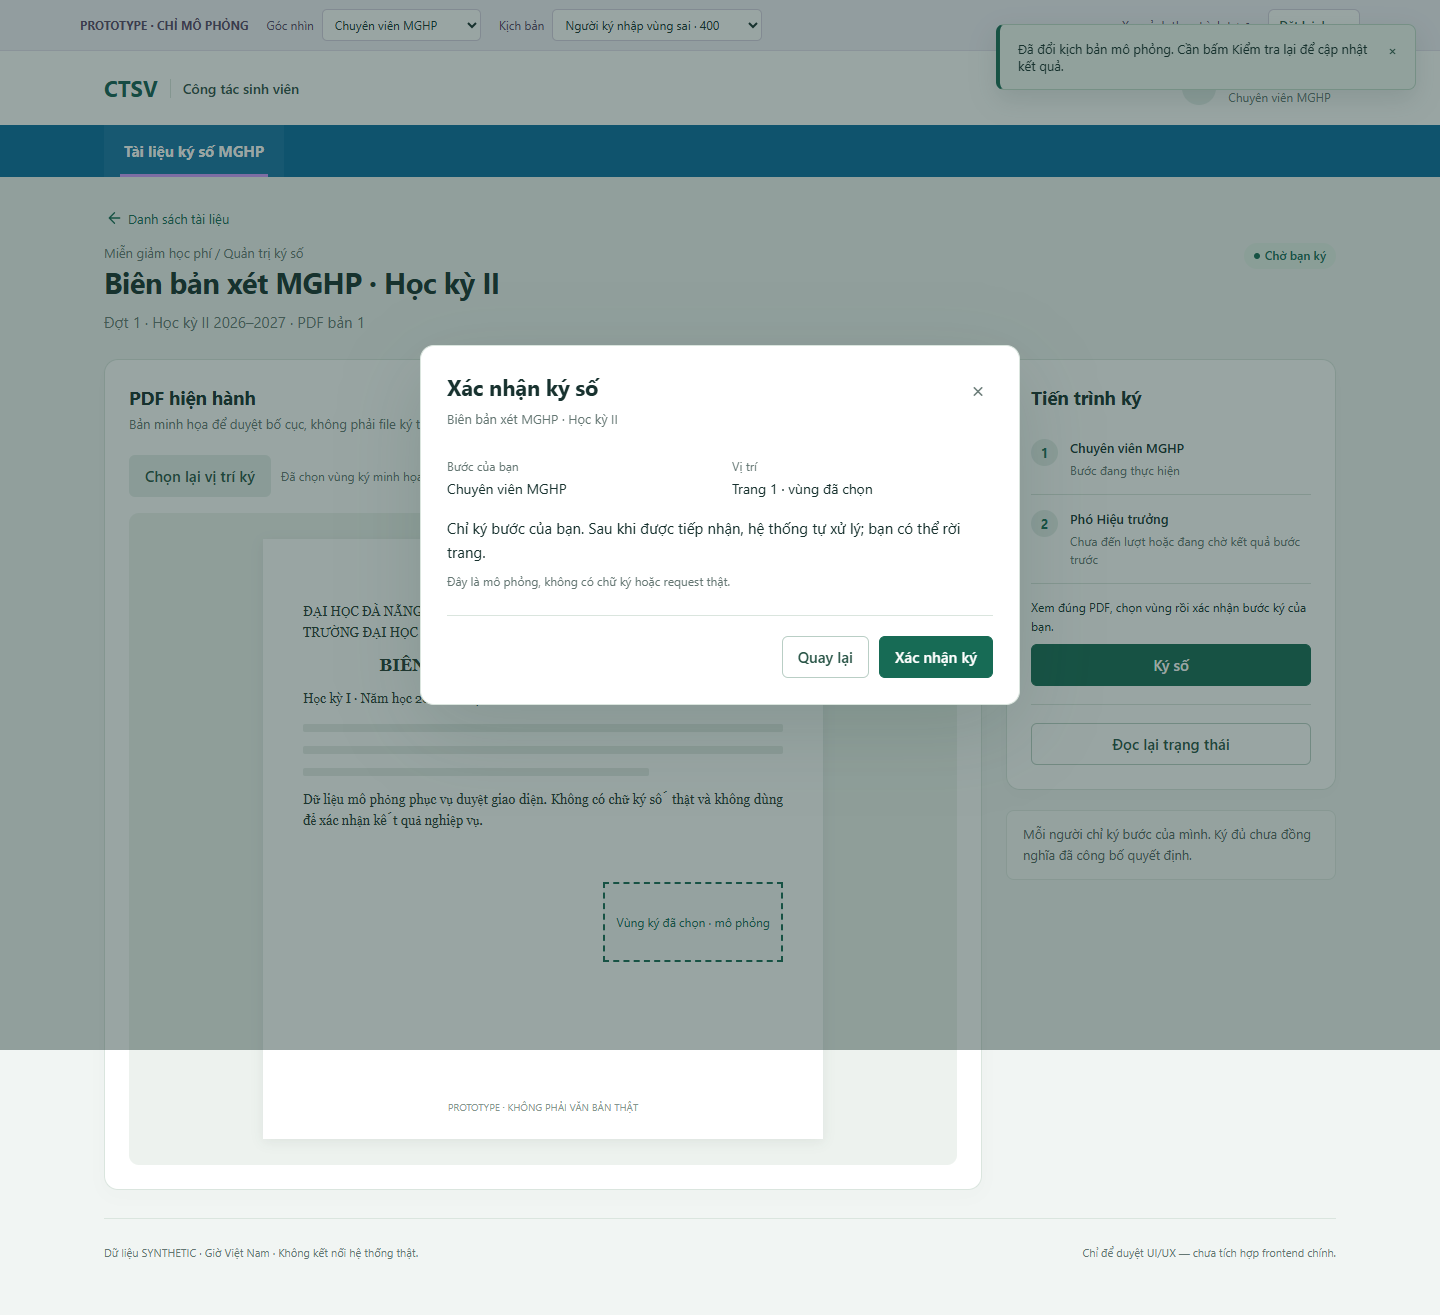 PROTOTYPE · CHỈ MÔ PHỎNG
Góc nhìn
Chuyên viên MGHP
Kịch bản
Người ký nhập vùng sai · 400
Đã đổi kịch bản mô phỏng. Cần bấm Kiểm tra lại để cập nhật
kết quả.
×
CTSV
Công tác sinh viên
Chuyên viên MGHP
Tài liệu ký số MGHP
← Danh sách tài liệu
Miễn giảm học phí / Quản trị ký số
Biên bản xét MGHP · Học kỳ II
• Chờ bạn ký
Đợt 1 · Học kỳ II 2026–2027 · PDF bản 1
PDF hiện hành
Bản minh họa để duyệt bố cục, không phải file ký
Chọn lại vị trí ký
Đã chọn vùng ký minh họa
ĐẠI HỌC ĐÀ NẴNG
TRƯỜNG ĐẠI HỌC
BIÊN
Học kỳ I · Năm học
Dữ liệu mô phỏng phục vụ duyệt giao diện. Không có chữ ký số thật và không dùng
để xác nhận kết quả nghiệp vụ.
Vùng ký đã chọn · mô phỏng
PROTOTYPE · KHÔNG PHẢI VĂN BẢN THẬT
Xác nhận ký số
×
Biên bản xét MGHP · Học kỳ II
Bước của bạn
Chuyên viên MGHP
Vị trí
Trang 1 · vùng đã chọn
Chỉ ký bước của bạn. Sau khi được tiếp nhận, hệ thống tự xử lý; bạn có thể rời
trang.
Đây là mô phỏng, không có chữ ký hoặc request thật.
Quay lại
Xác nhận ký
Tiến trình ký
1
Chuyên viên MGHP
Bước đang thực hiện
2
Phó Hiệu trưởng
Chưa đến lượt hoặc đang chờ kết quả bước
trước
Xem đúng PDF, chọn vùng rồi xác nhận bước ký của
bạn.
Ký số
Đọc lại trạng thái
Mỗi người chỉ ký bước của mình. Ký đủ chưa đồng
nghĩa đã công bố quyết định.
Dữ liệu SYNTHETIC · Giờ Việt Nam · Không kết nối hệ thống thật.
Chỉ để duyệt UI/UX — chưa tích hợp frontend chính.